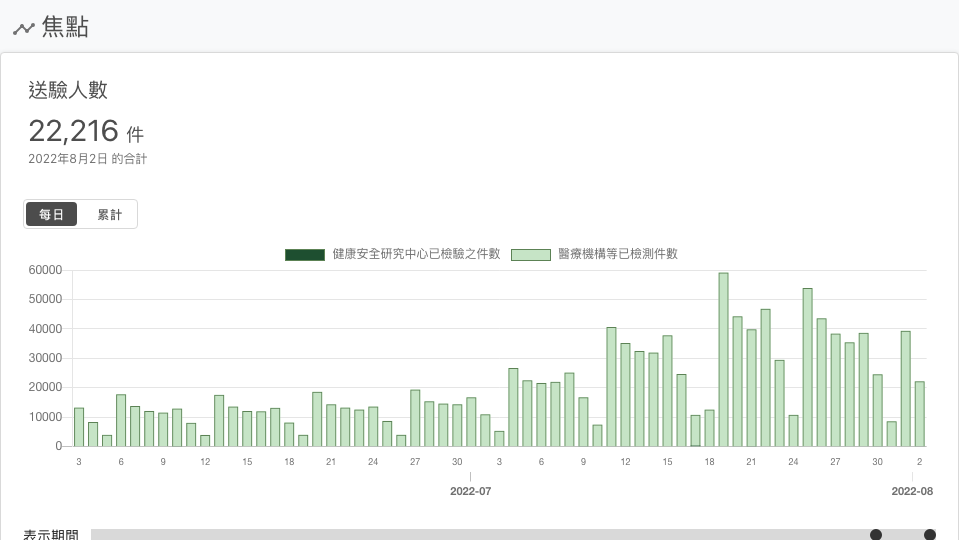 焦點
送驗人數
22,216 件
2022年8月2日 的合計
每日 累計
健康安全研究中心已檢驗之件數 醫療機構等已檢測件數
60000
50000
40000
30000
20000
10000
0
3 6 9 12 15 18 21 24 27 30 3 6 9 12 15 18 21 24 27 30 2
2022-07 2022-08
表示期間